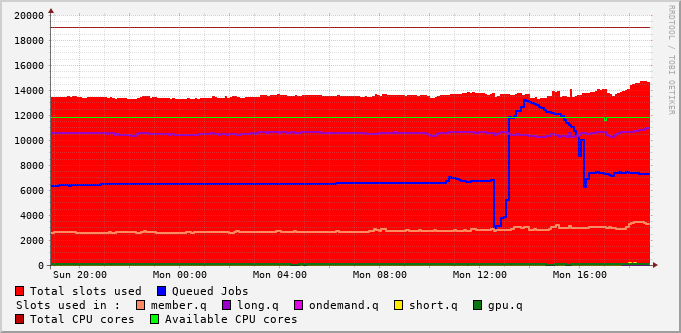 20000
18000
16000
14000
12000
10000
8000
6000
4000
2000
0
Sun 20:00 Mon 00:00 Mon 04:00 Mon 08:00 Mon 12:00 Mon 16:00
Total slots used Queued Jobs
Slots used in : member.q long.q ondemand.q short.q gpu.q
Total CPU cores Available CPU cores
RRDTOOL / TOBI OETIKER